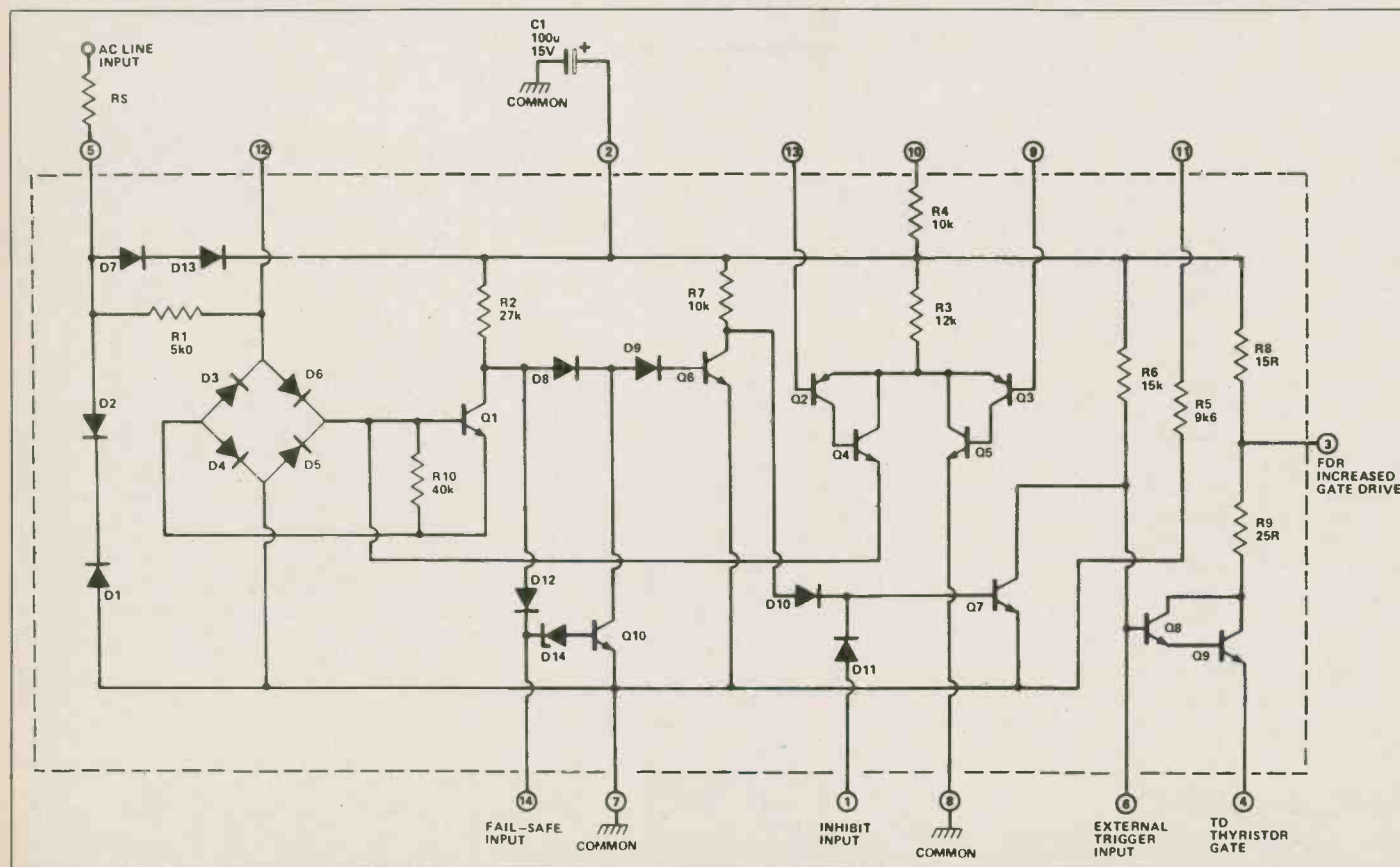 AC LINE
INPUT
RS
C1
100u
15V
+
COMMON
5
12
2
13
10
9
11
R4
10k
D7
D13
R1
5k0
R2
27k
R7
10k
R3
12k
R6
15k
R5
9k6
R8
15R
D3
D6
D8
D9
Q6
Q2
Q3
D2
Q1
3
FOR
INCREASED
GATE DRIVE
D4
D5
R10
40k
Q4
Q5
R9
25R
D1
D12
D10
Q7
D14
Q10
D11
Q8
Q9
14
7
1
8
6
4
FAIL-SAFE
INPUT
COMMON
INHIBIT
INPUT
COMMON
EXTERNAL
TRIGGER
INPUT
TO
THYRISTOR
GATE